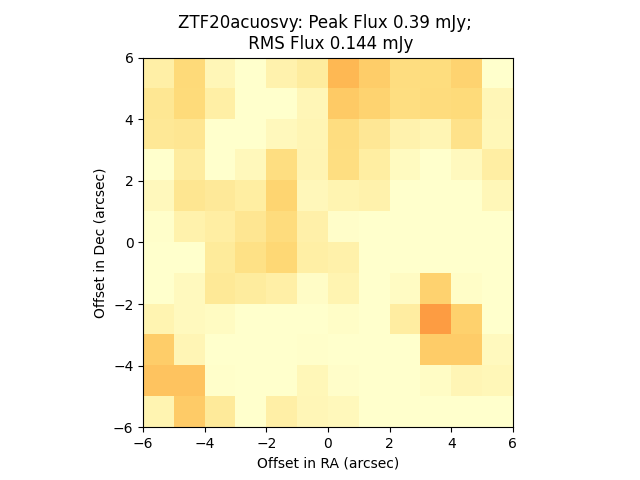 ZTF20acuosvy: Peak Flux 0.39 mJy;
RMS Flux 0.144 mJy
6
4
2
0
−2
−4
−6
Offset in Dec (arcsec)
−6 −4 −2 0 2 4 6
Offset in RA (arcsec)